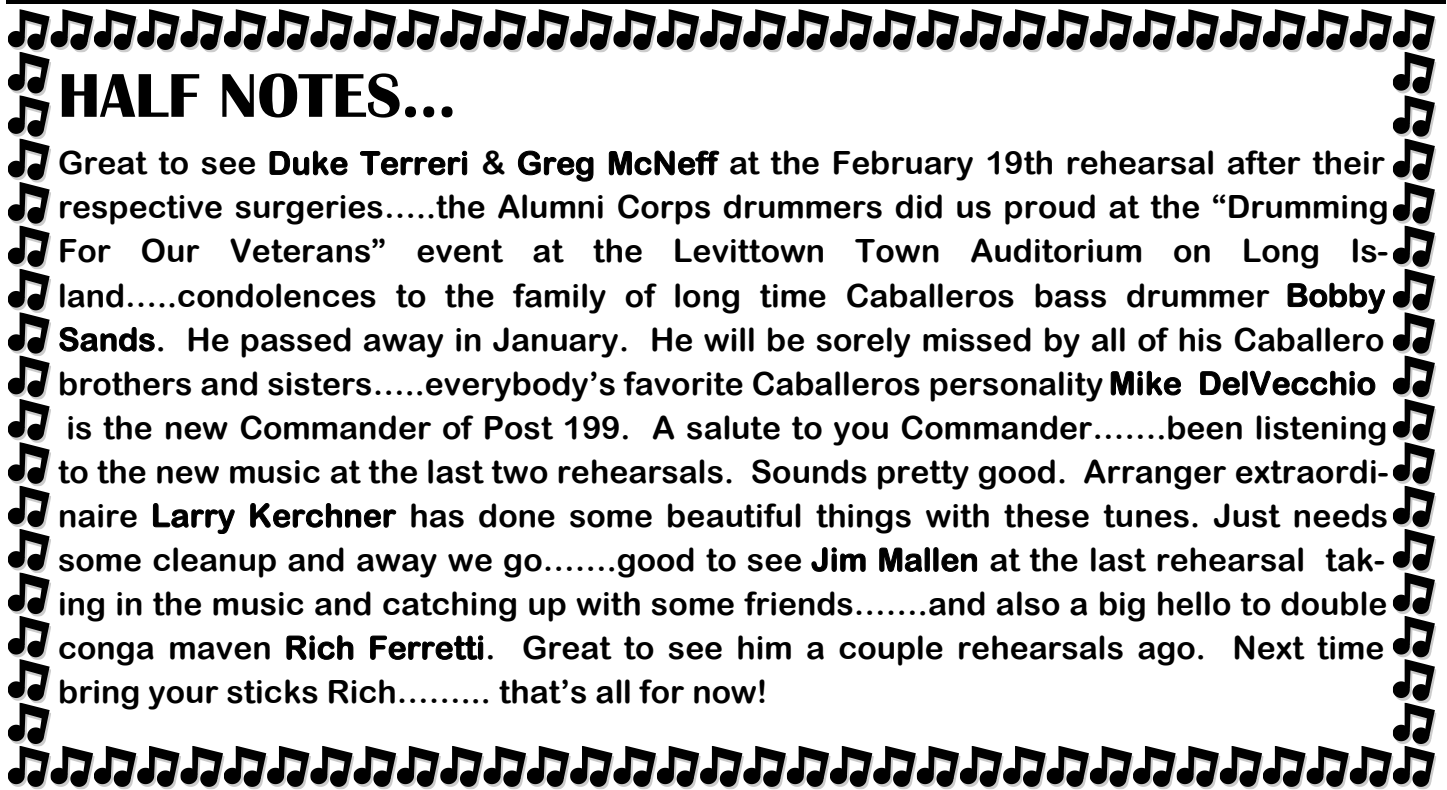 HALF NOTES...
Great to see Duke Terreri & Greg McNeff at the February 19th rehearsal after their
respective surgeries.....the Alumni Corps drummers did us proud at the “Drumming
For Our Veterans” event at the Levittown Town Auditorium on Long Is-
land.....condolences to the family of long time Caballeros bass drummer Bobby
Sands.  He passed away in January.  He will be sorely missed by all of his Caballero
brothers and sisters.....everybody’s favorite Caballeros personality Mike  DelVecchio
is the new Commander of Post 199.  A salute to you Commander.......been listening
to the new music at the last two rehearsals.  Sounds pretty good.  Arranger extraordi-
naire Larry Kerchner has done some beautiful things with these tunes. Just needs
some cleanup and away we go.......good to see Jim Mallen at the last rehearsal  tak-
ing in the music and catching up with some friends.......and also a big hello to double
conga maven Rich Ferretti.  Great to see him a couple rehearsals ago.  Next time
bring your sticks Rich......... that’s all for now!